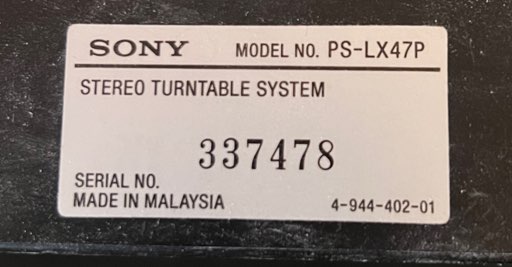 SONY MODEL NO. PS-LX47P
STEREO TURNTABLE SYSTEM
337478
SERIAL NO.
MADE IN MALAYSIA 4-944-402-01